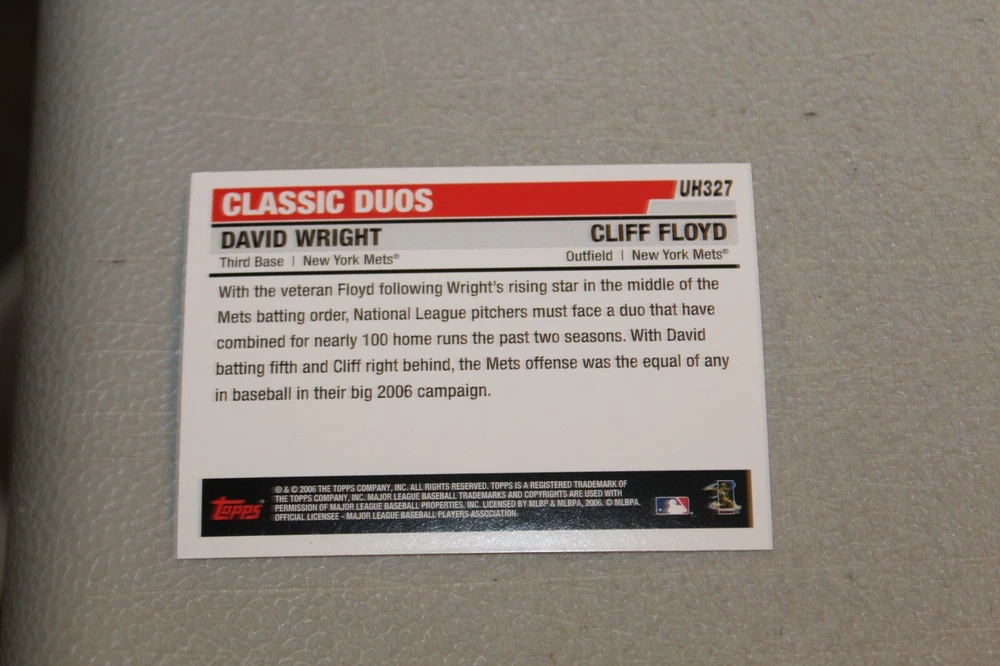 CLASSIC DUOS UH327
DAVID WRIGHT CLIFF FLOYD
Third Base | New York Mets® Outfield | New York Mets®
With the veteran Floyd following Wright's rising star in the middle of the
Mets batting order, National League pitchers must face a duo that have
combined for nearly 100 home runs the past two seasons. With David
batting fifth and Cliff right behind, the Mets offense was the equal of any
in baseball in their big 2006 campaign.
Topps
® & © 2006 THE TOPPS COMPANY, INC. ALL RIGHTS RESERVED. TOPPS IS A REGISTERED TRADEMARK OF
THE TOPPS COMPANY, INC. MAJOR LEAGUE BASEBALL TRADEMARKS AND COPYRIGHTS ARE USED WITH
PERMISSION OF MAJOR LEAGUE BASEBALL PROPERTIES, INC. LICENSED BY MLBP & MLBPA, 2006. © MLBPA.
OFFICIAL LICENSEE - MAJOR LEAGUE BASEBALL PLAYERS ASSOCIATION.